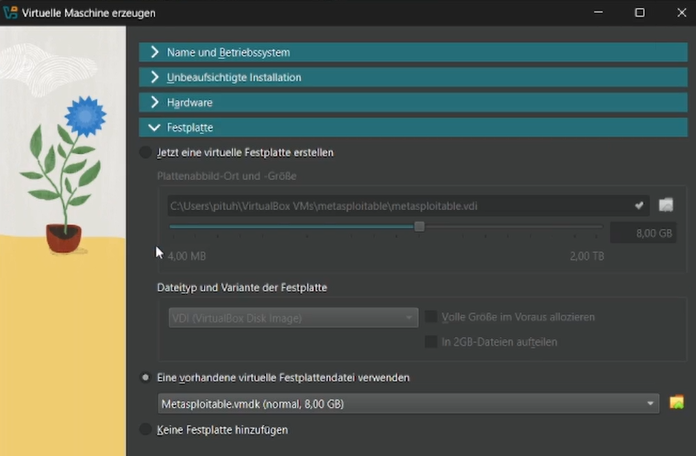 Virtuelle Maschine erzeugen
Name und Betriebssystem
Unbeaufsichtigte Installation
Hardware
Festplatte
Jetzt eine virtuelle Festplatte erstellen
Plattenabbild-Ort und -Größe
C:\Users\pituh\VirtualBox VMs\metasploitable\metasploitable.vdi
8,00 GB
4,00 MB 2,00 TB
Dateityp und Variante der Festplatte
VDI (VirtualBox Disk Image) Volle Größe im Voraus allozieren
In 2GB-Dateien aufteilen
Eine vorhandene virtuelle Festplattendatei verwenden
Metasploitable.vmdk (normal, 8,00 GB)
Keine Festplatte hinzufügen